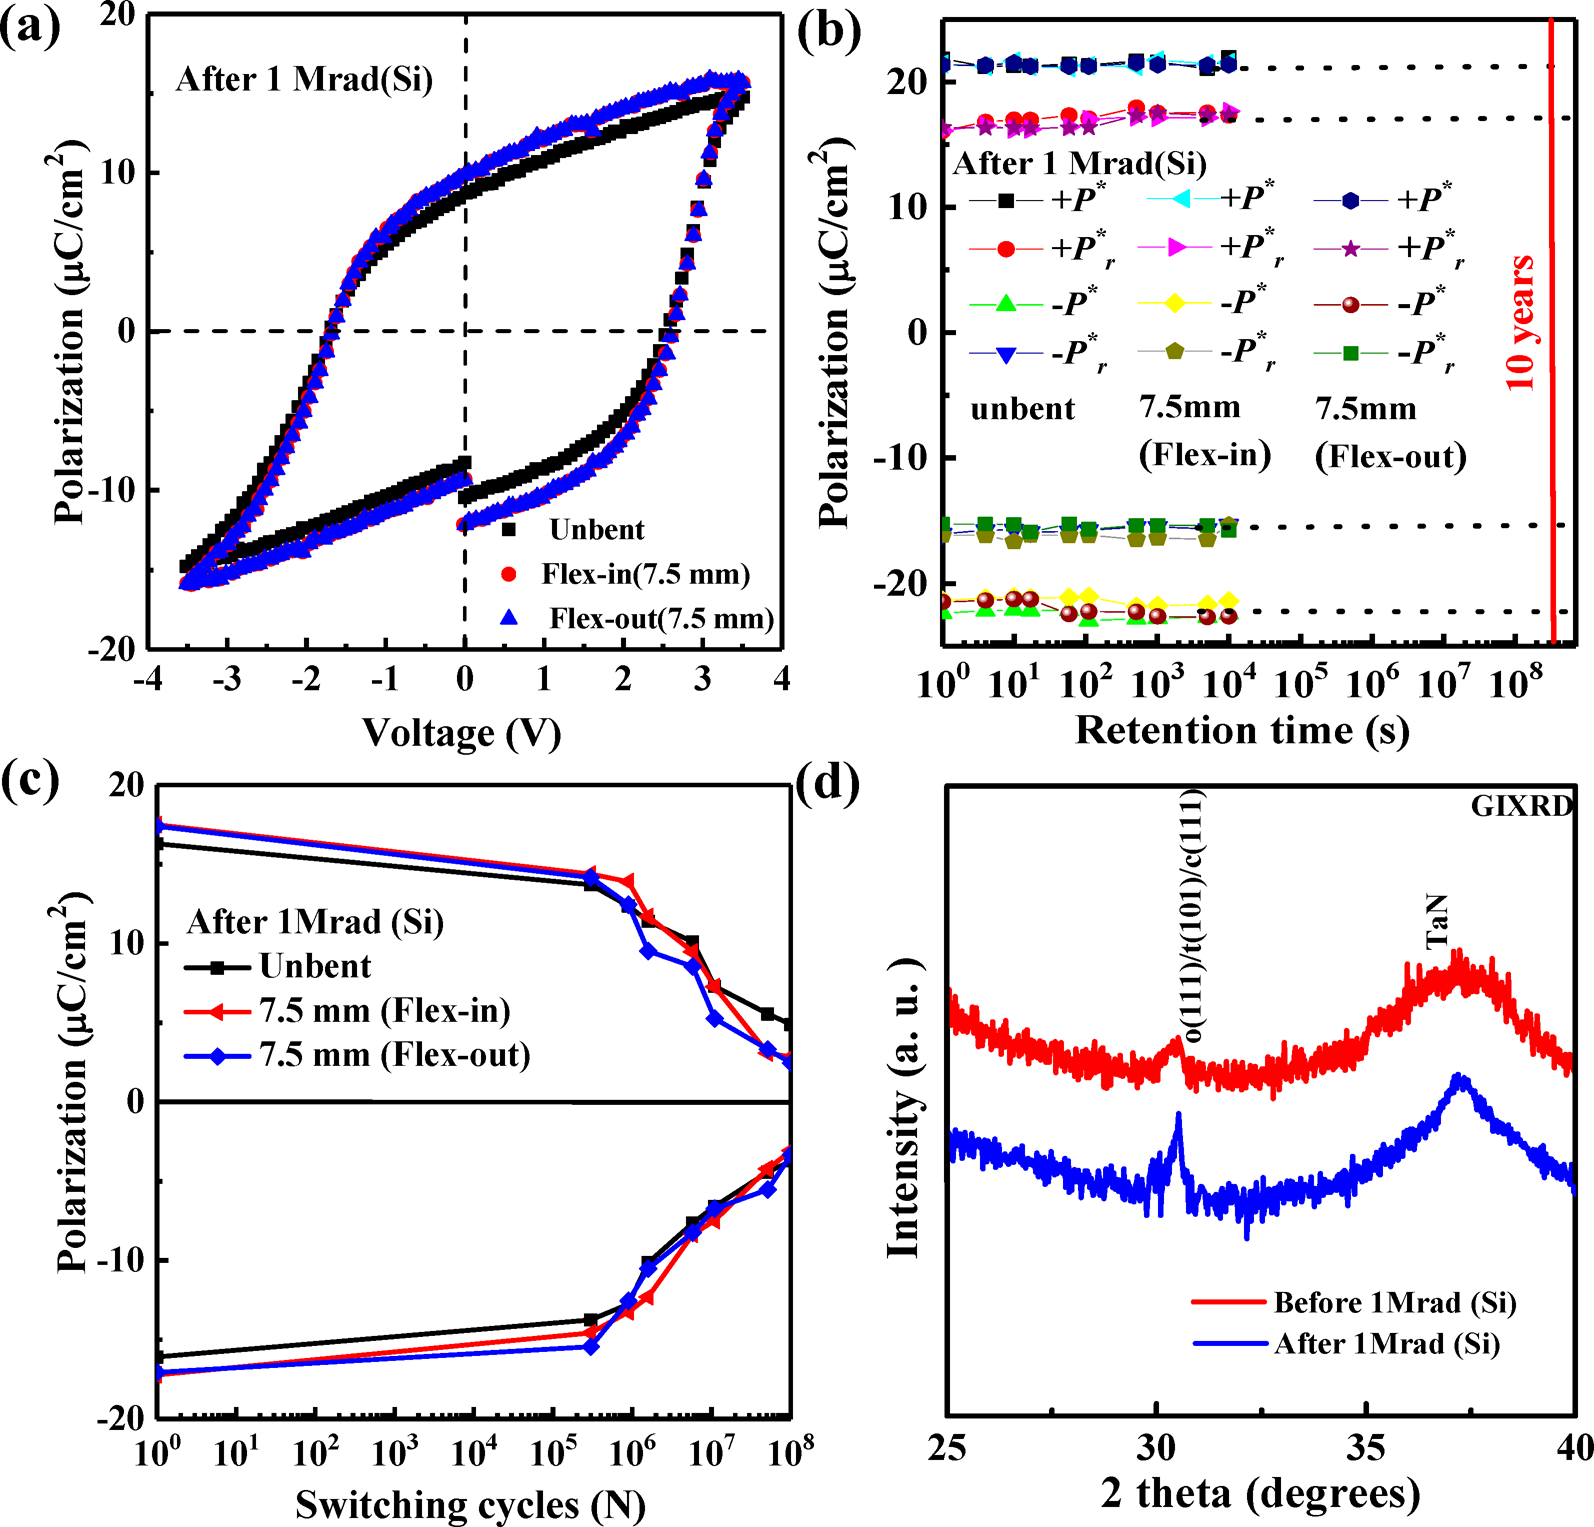 (a)
20
10
0
-10
-20
Polarization (μC/cm²)
After 1 Mrad(Si)
Unbent
Flex-in(7.5 mm)
Flex-out(7.5 mm)
-4 -3 -2 -1 0 1 2 3 4
Voltage (V)
(b)
20
10
0
-10
-20
Polarization (μC/cm²)
After 1 Mrad(Si)
+P* +P* +P*
+P*r +P*r +P*r
-P* -P* -P*
-P*r -P*r -P*r
unbent 7.5mm 7.5mm
(Flex-in) (Flex-out)
10 years
10⁰ 10¹ 10² 10³ 10⁴ 10⁵ 10⁶ 10⁷ 10⁸
Retention time (s)
(c)
20
10
0
-10
-20
Polarization (μC/cm²)
After 1Mrad (Si)
Unbent
7.5 mm (Flex-in)
7.5 mm (Flex-out)
10⁰ 10¹ 10² 10³ 10⁴ 10⁵ 10⁶ 10⁷ 10⁸
Switching cycles (N)
(d)
GIXRD
o(111)/t(101)/c(111)
TaN
Intensity (a. u. )
Before 1Mrad (Si)
After 1Mrad (Si)
25 30 35 40
2 theta (degrees)